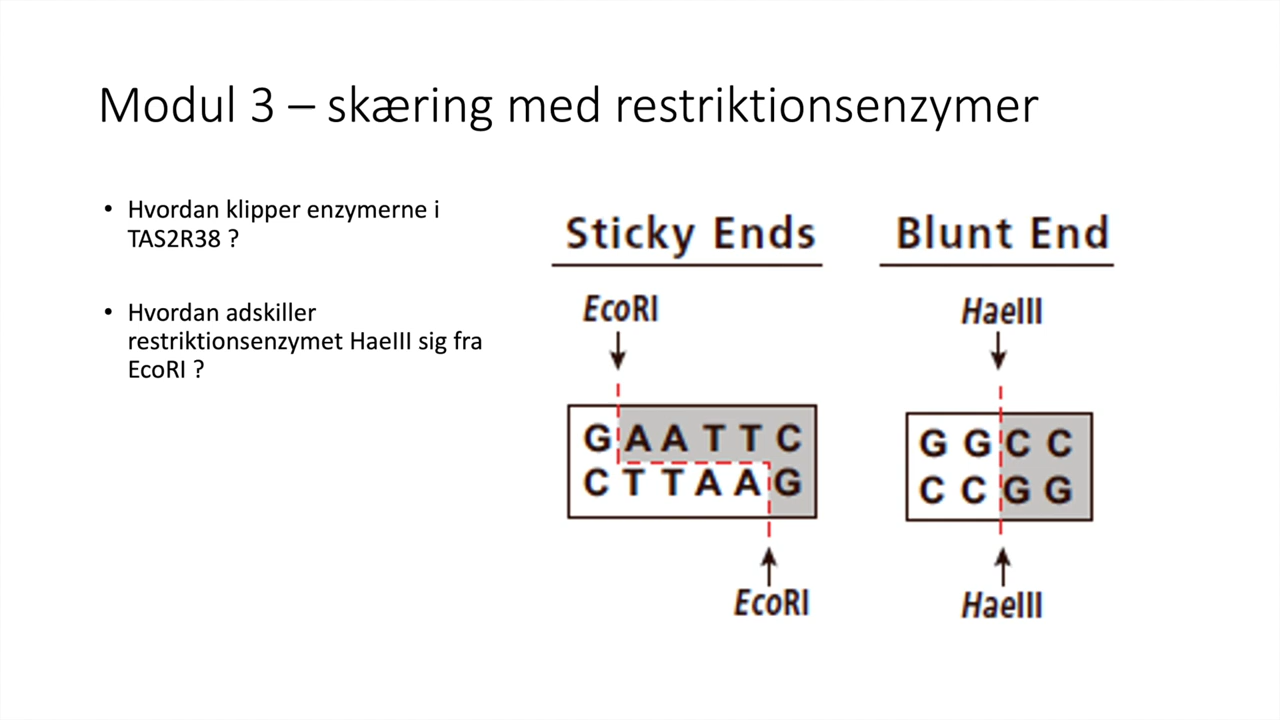 Modul 3 – skæring med restriktionsenzymer
• Hvordan klipper enzymerne i
TAS2R38 ?
• Hvordan adskiller
restriktionsenzymet HaeIII sig fra
EcoRI ?
Sticky Ends
EcoRI
G A A T T C
C T T A A G
EcoRI
Blunt End
HaeIII
G G C C
C C G G
HaeIII